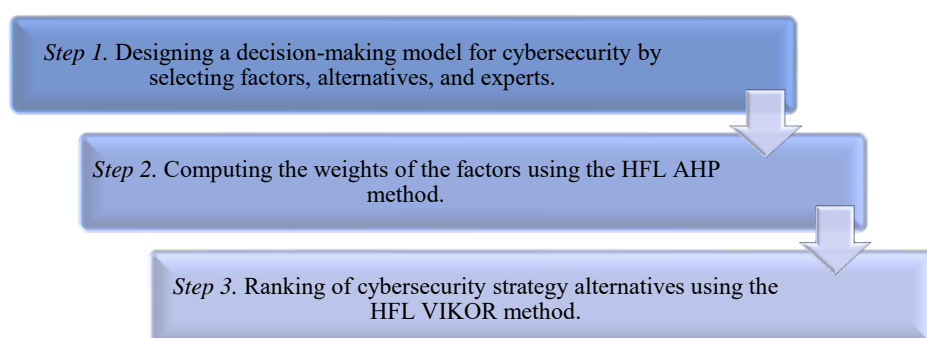 Step 1. Designing a decision-making model for cybersecurity by
selecting factors, alternatives, and experts.
Step 2. Computing the weights of the factors using the HFL AHP
method.
Step 3. Ranking of cybersecurity strategy alternatives using the
HFL VIKOR method.